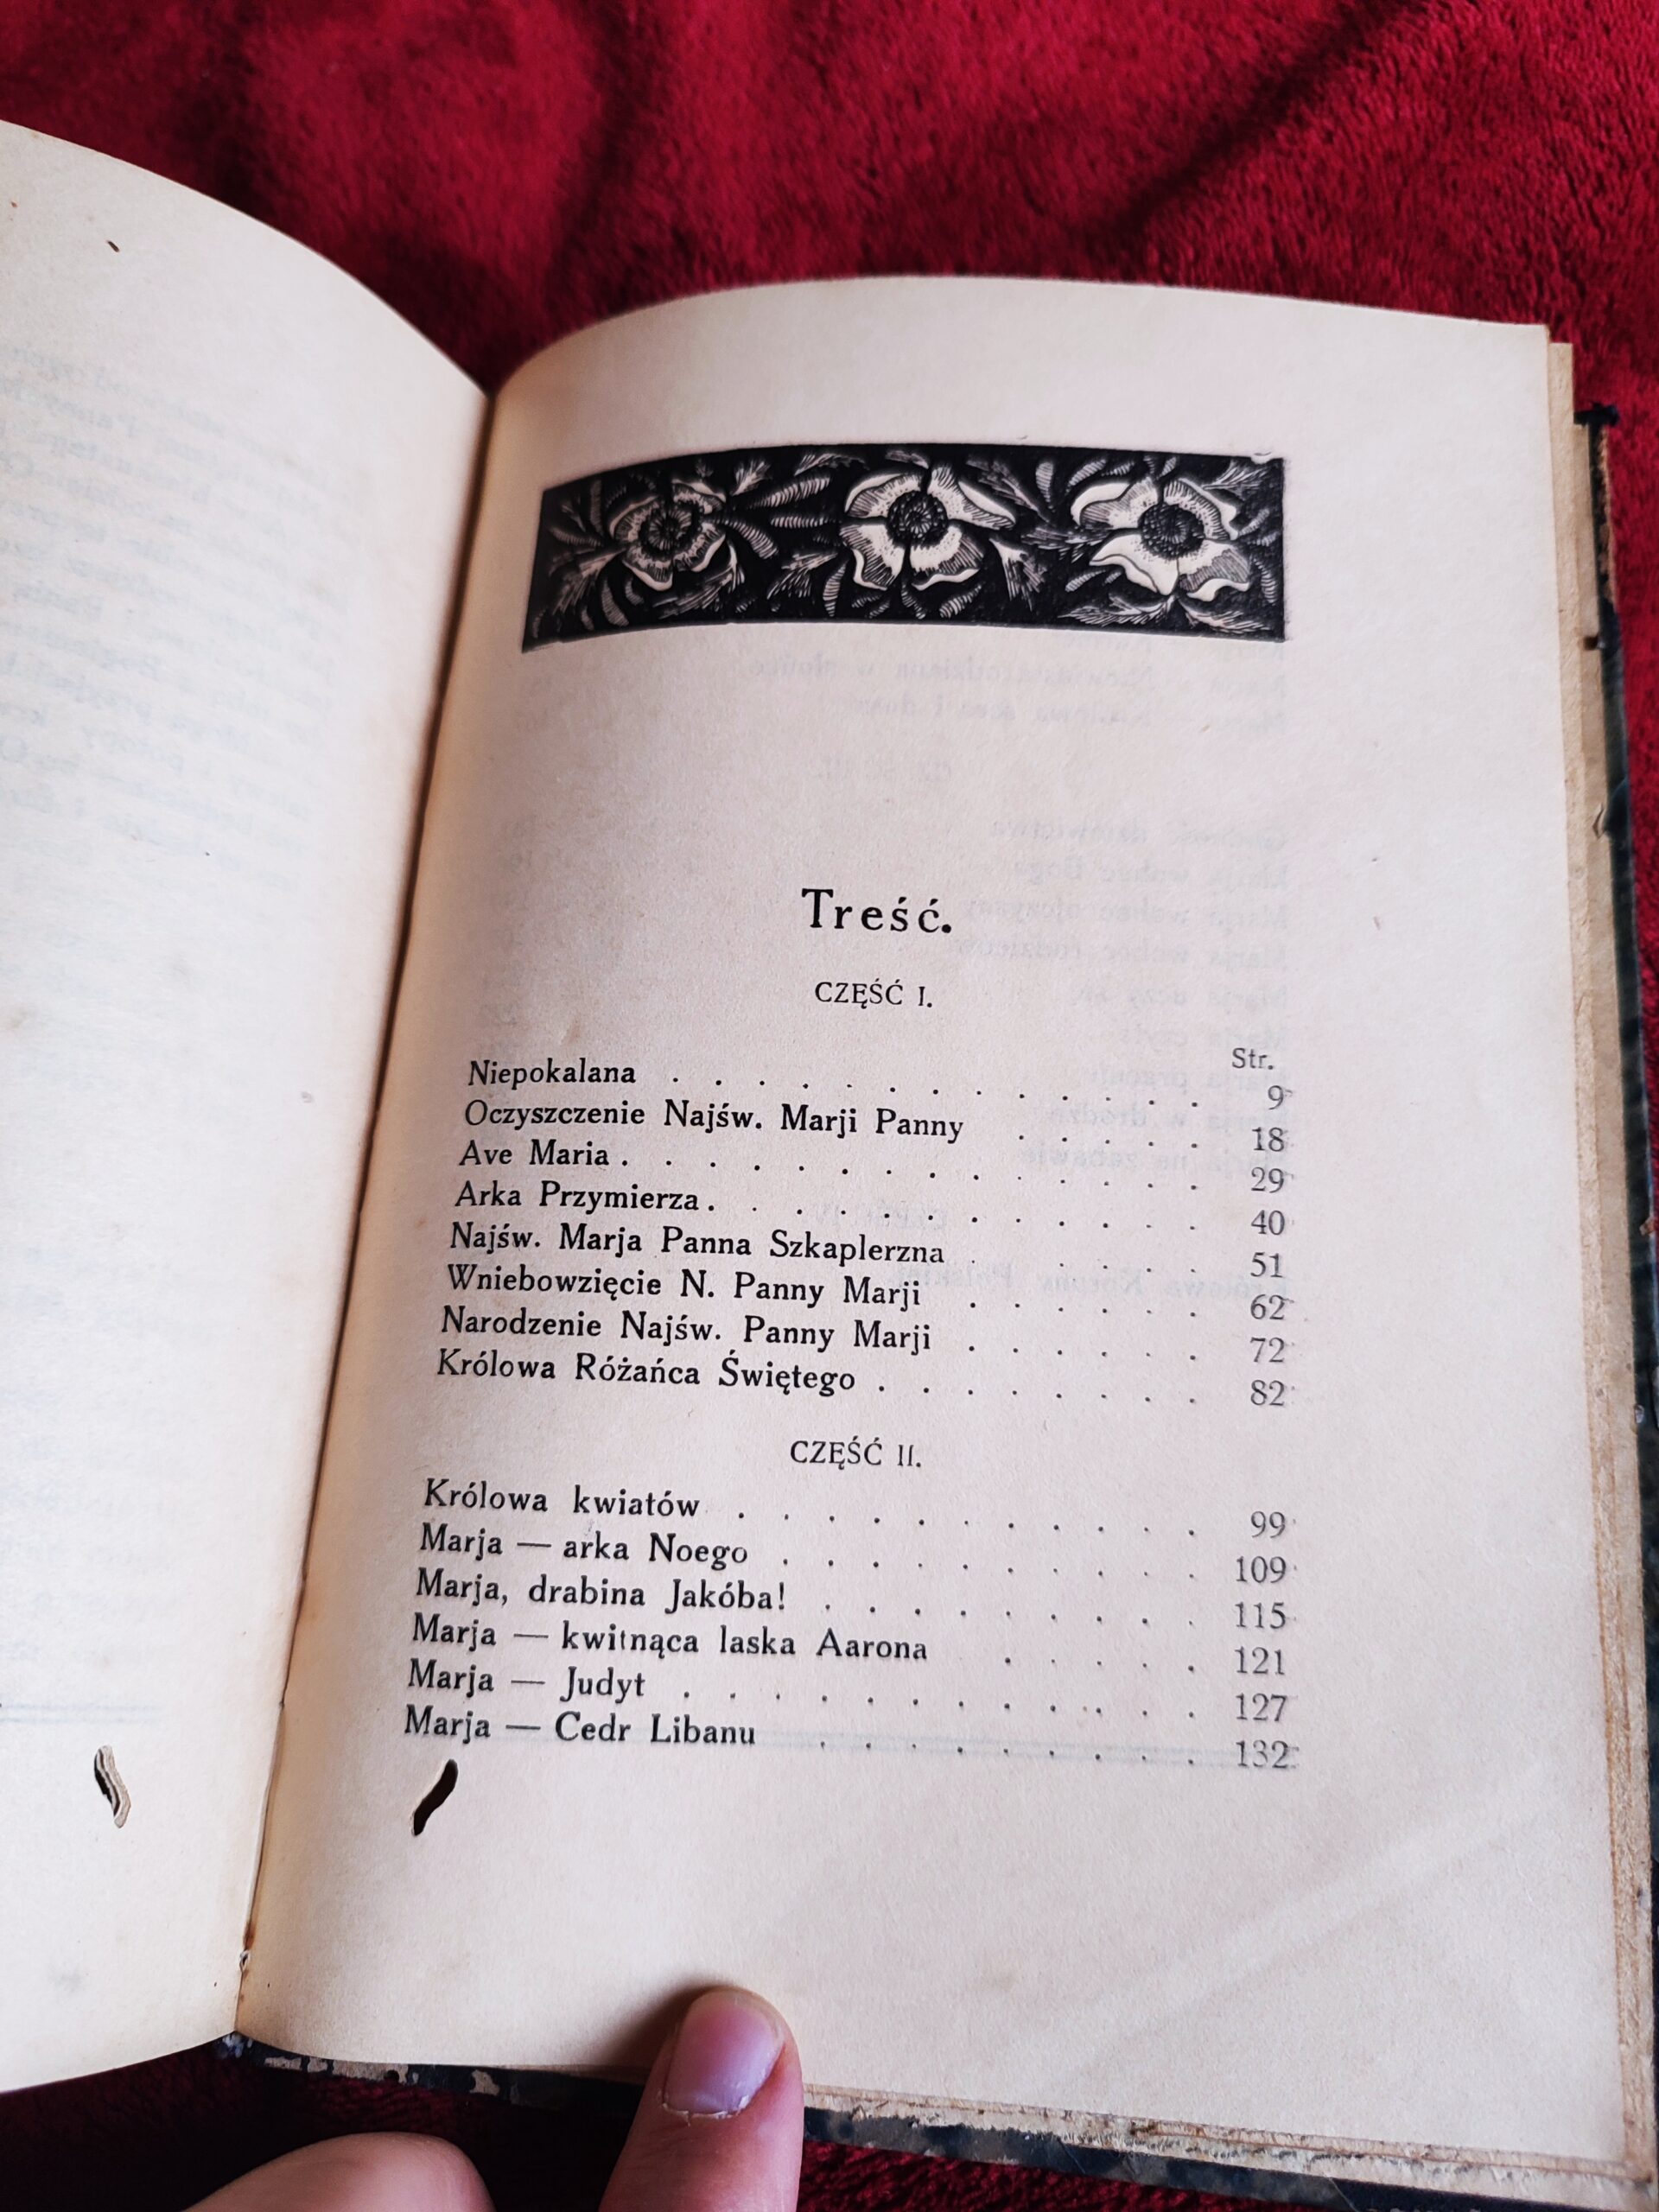 Treść.
CZĘŚĆ I.
Str.
Niepokalana . . . . . . . . . . . . . 9
Oczyszczenie Najśw. Marji Panny . . . . . 18
Ave Maria . . . . . . . . . . . . . . 29
Arka Przymierza . . . . . . . . . . . . 40
Najśw. Marja Panna Szkaplerzna . . . . 51
Wniebowzięcie N. Panny Marji . . . . . . 62
Narodzenie Najśw. Panny Marji . . . . . . 72
Królowa Różańca Świętego . . . . . . . . 82
CZĘŚĆ II.
Królowa kwiatów . . . . . . . . . . . 99
Marja — arka Noego . . . . . . . . . . 109
Marja, drabina Jakóba! . . . . . . . . . 115
Marja — kwitnąca laska Aarona . . . . . 121
Marja — Judyt . . . . . . . . . . . . 127
Marja — Cedr Libanu . . . . . . . . . 132